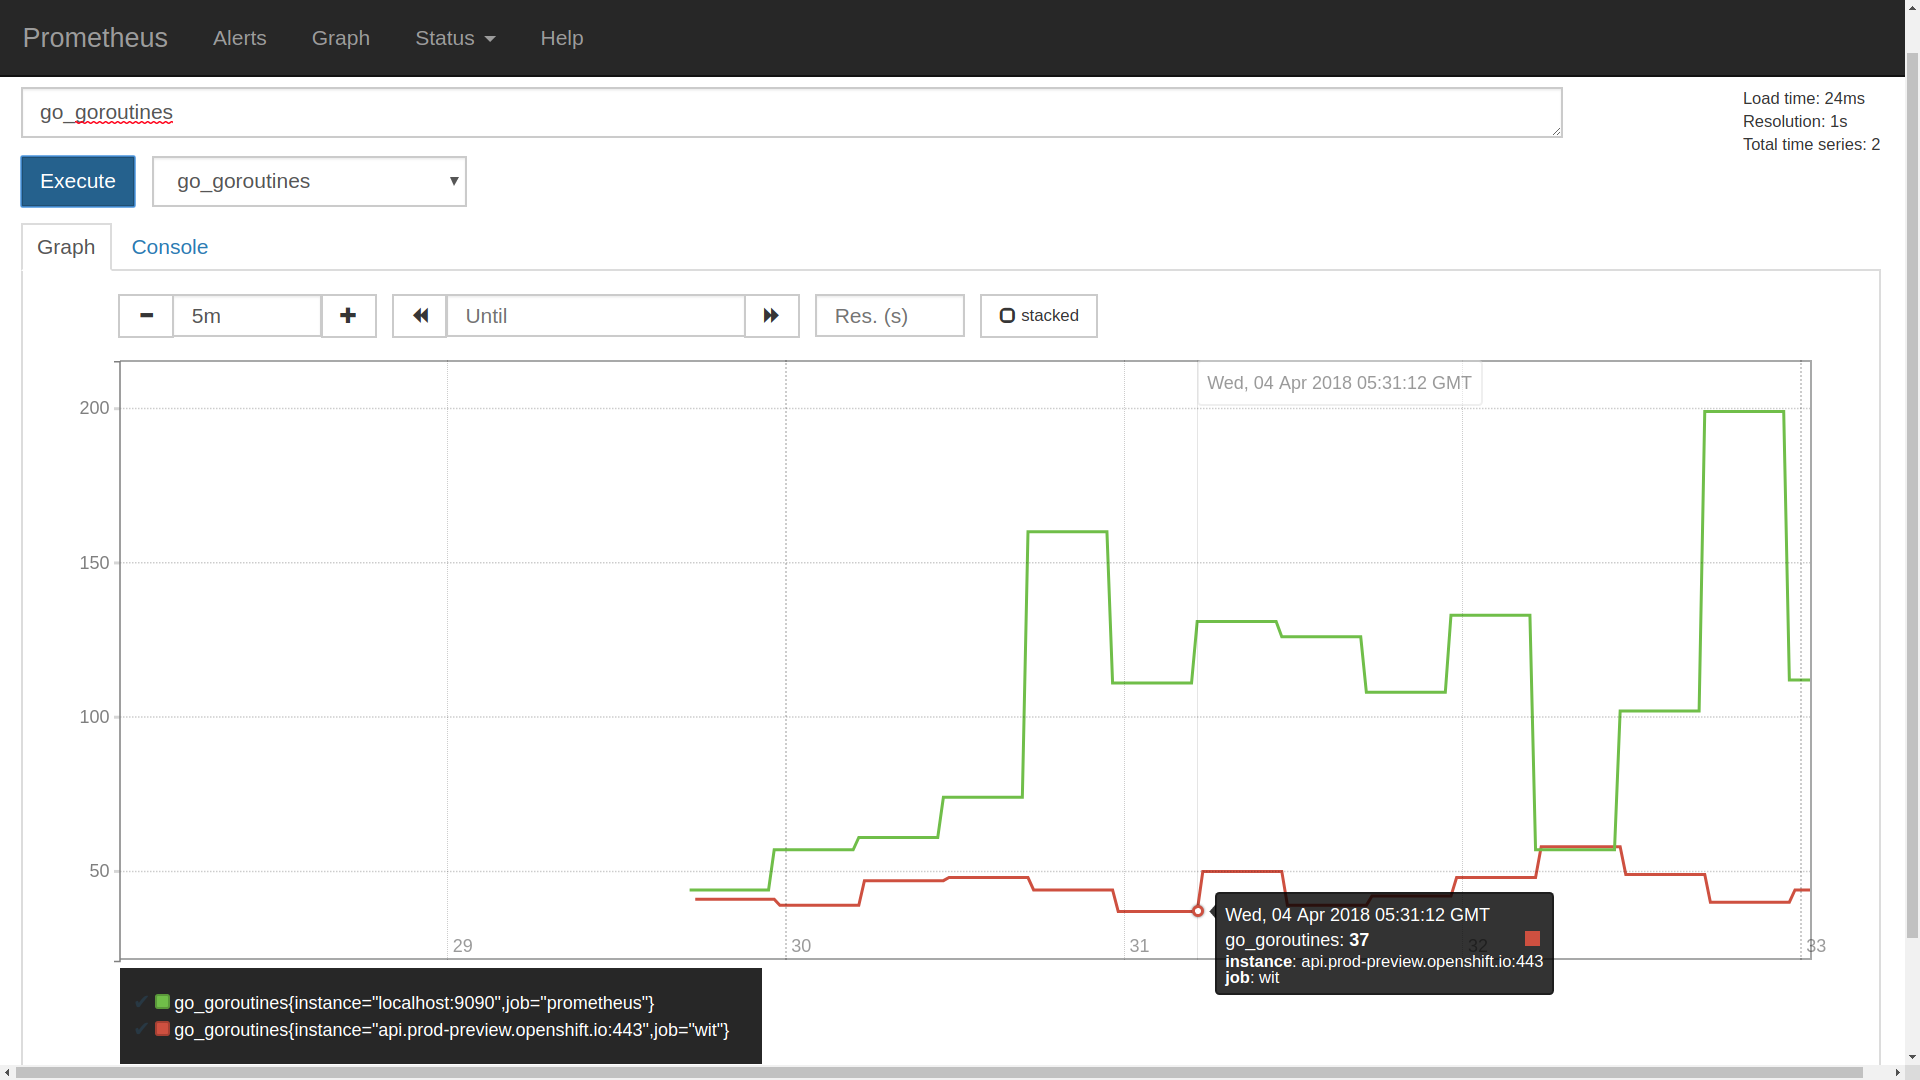 Prometheus Alerts Graph Status Help
go_goroutines
Load time: 24ms
Resolution: 1s
Total time series: 2
Execute go_goroutines
Graph Console
5m Until Res. (s) stacked
Wed, 04 Apr 2018 05:31:12 GMT
200
150
100
50
29 30 31 32 33
Wed, 04 Apr 2018 05:31:12 GMT
go_goroutines: 37
instance: api.prod-preview.openshift.io:443
job: wit
go_goroutines{instance="localhost:9090",job="prometheus"}
go_goroutines{instance="api.prod-preview.openshift.io:443",job="wit"}